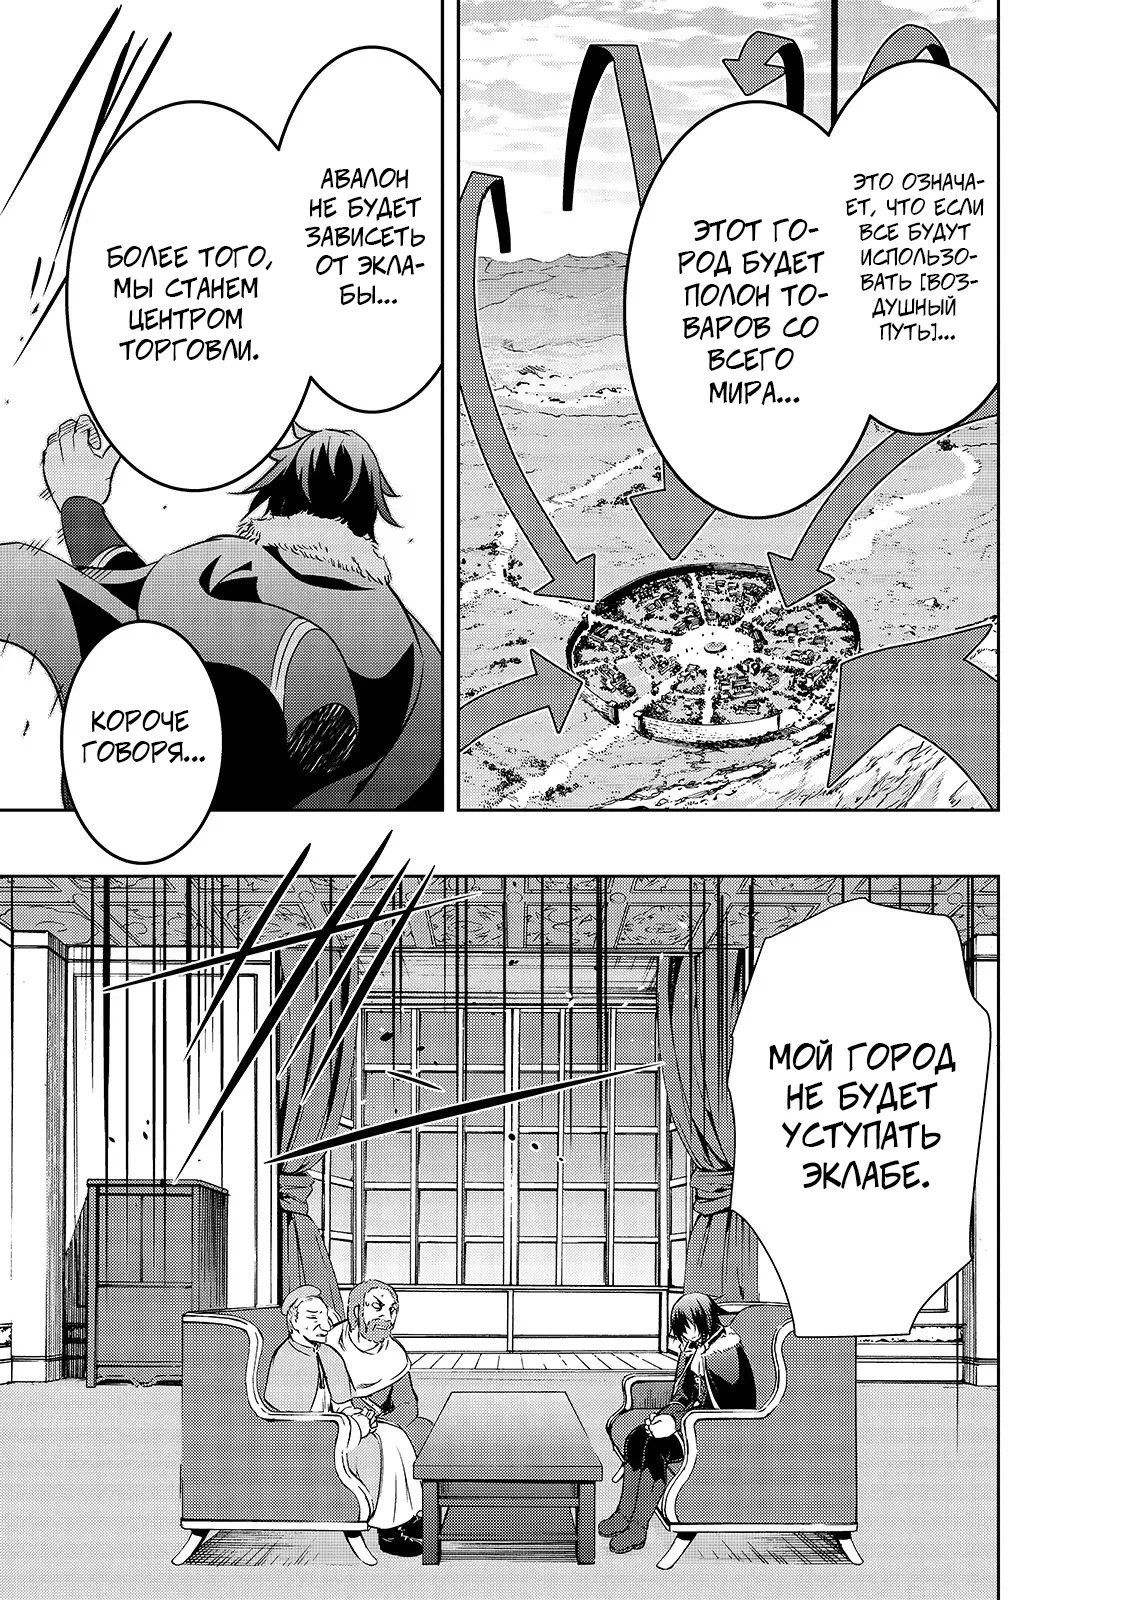 ЭТО ОЗНАЧА-
ЕТ, ЧТО ЕСЛИ
ВСЕ БУДУТ
ИСПОЛЬЗО-
ВАТЬ [ВОЗ-
ДУШНЫЙ
ПУТЬ]...
ЭТОТ ГО-
РОД БУДЕТ
ПОЛОН ТО-
ВАРОВ СО
ВСЕГО
МИРА...
АВАЛОН
НЕ БУДЕТ
ЗАВИСЕТЬ
ОТ ЭКЛА-
БЫ...
БОЛЕЕ ТОГО,
МЫ СТАНЕМ
ЦЕНТРОМ
ТОРГОВЛИ.
КОРОЧЕ
ГОВОРЯ...
МОЙ ГОРОД
НЕ БУДЕТ
УСТУПАТЬ
ЭКЛАБЕ.